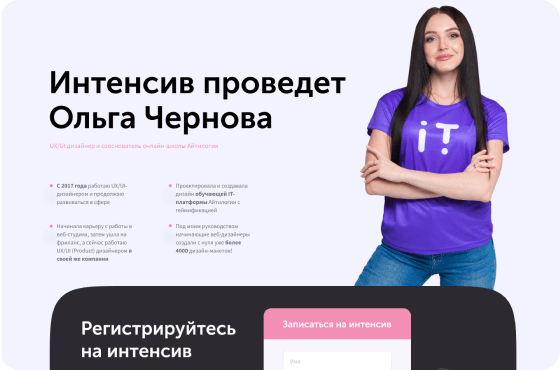 Интенсив проведет
Ольга Чернова
UX/UI дизайнер и сооснователь онлайн-школы Айтилогия
С 2017 года работаю UX/UI-
дизайнером и продолжаю
развиваться в сфере
Проектировала и создавала
дизайн обучающей IT-
платформы Айтилогии с
геймификацией
Начинала карьеру с работы в
веб-студиях, затем ушла на
фриланс, а сейчас работаю
UX/UI (Product) дизайнером в
своей же компании
Под моим руководством
начинающие веб-дизайнеры
создали с нуля уже более
4000 дизайн-макетов!
iT
Регистрируйтесь
на интенсив
Записаться на интенсив
Имя